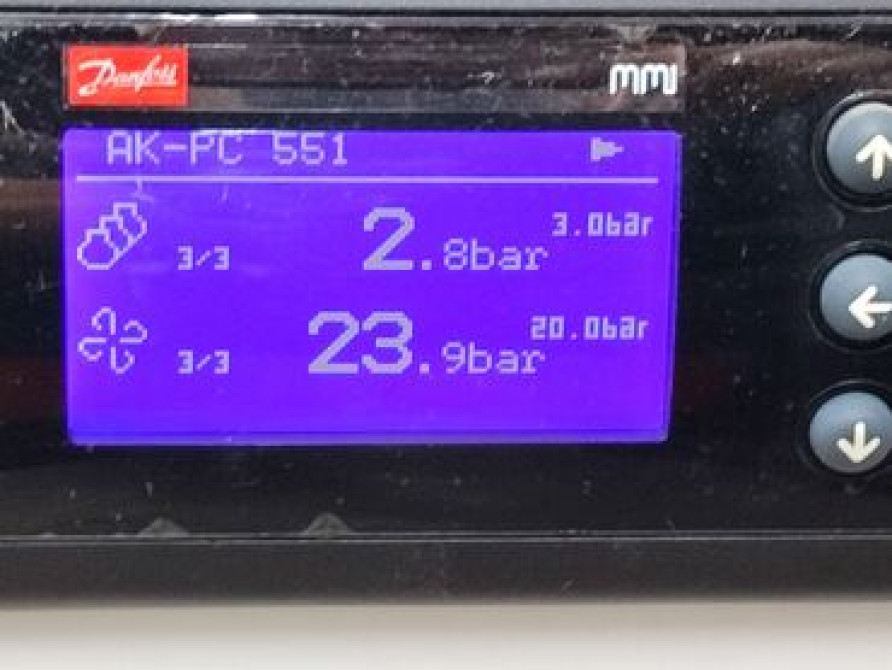 Danfoss
mmi
AK-PC 551
3.0bar
3/3 2.8bar
20.0bar
3/3 23.9bar